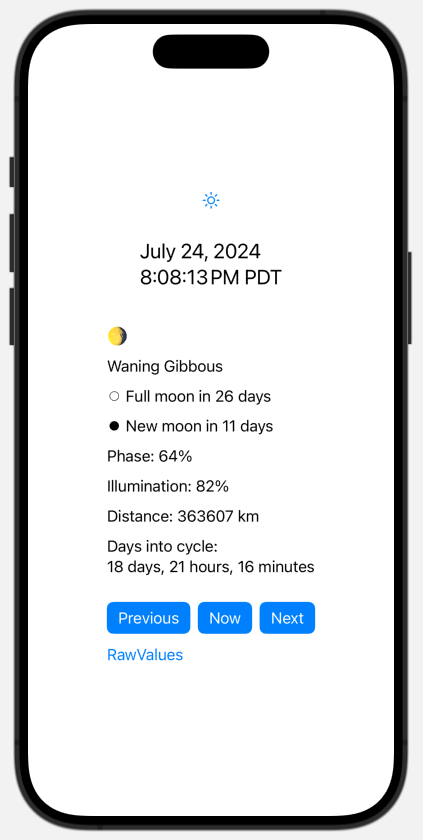 July 24, 2024
8:08:13 PM PDT
Waning Gibbous
Full moon in 26 days
New moon in 11 days
Phase: 64%
Illumination: 82%
Distance: 363607 km
Days into cycle:
18 days, 21 hours, 16 minutes
Previous Now Next
RawValues